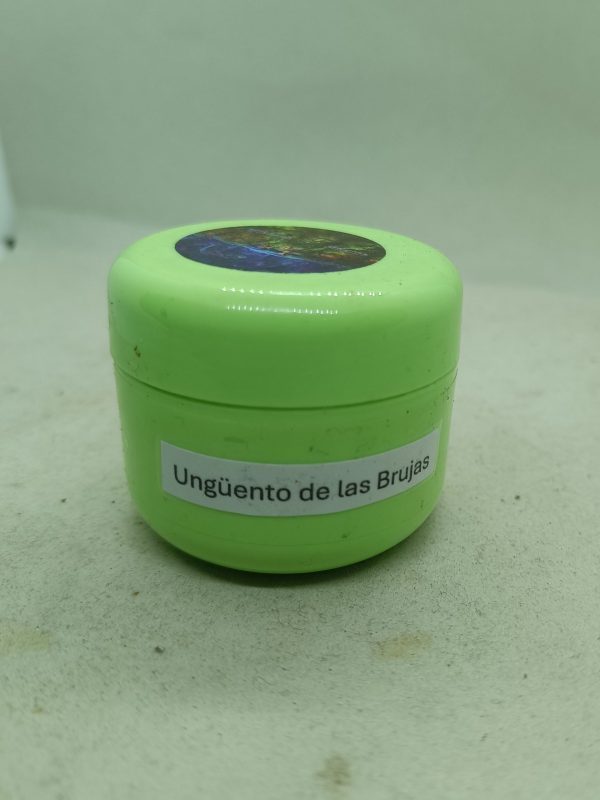 Ungüento de las Brujas